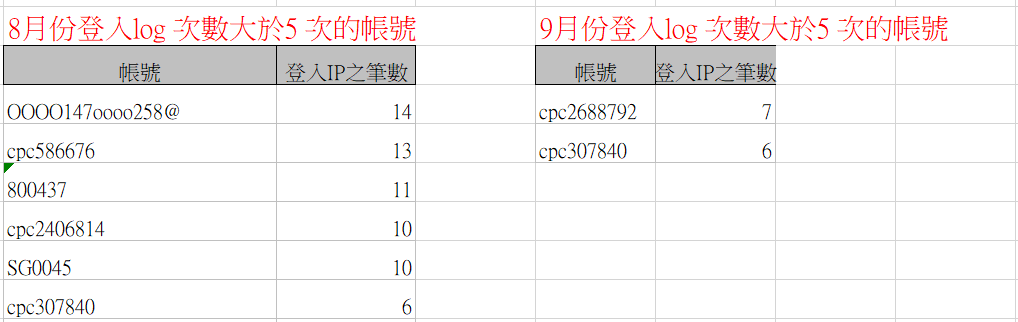 8月份登入log 次數大於5 次的帳號
帳號 登入IP之筆數
OOOO147oooo258@ 14
cpc586676 13
800437 11
cpc2406814 10
SG0045 10
cpc307840 6
9月份登入log 次數大於5 次的帳號
帳號 登入IP之筆數
cpc2688792 7
cpc307840 6